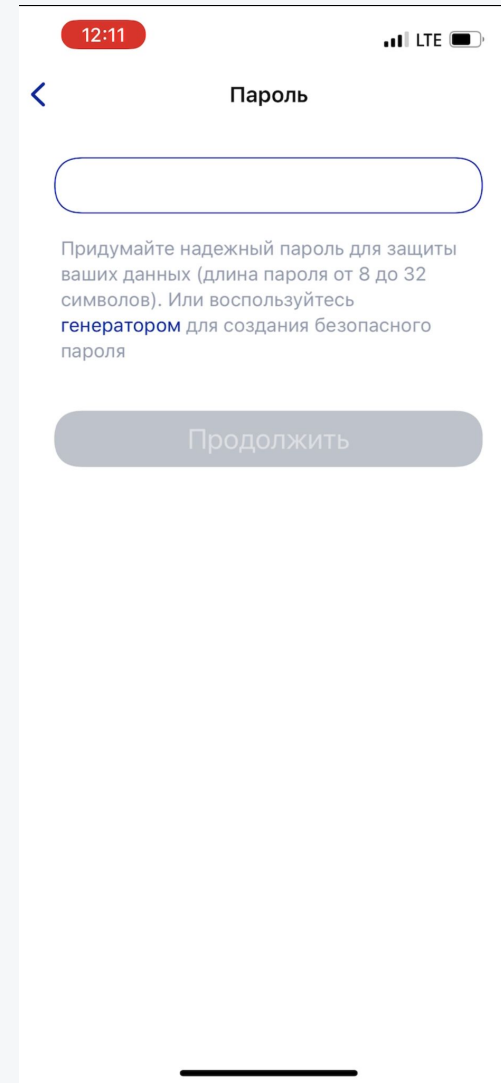 12:11
LTE
Пароль
Придумайте надежный пароль для защиты
ваших данных (длина пароля от 8 до 32
символов). Или воспользуйтесь
генератором для создания безопасного
пароля
Продолжить